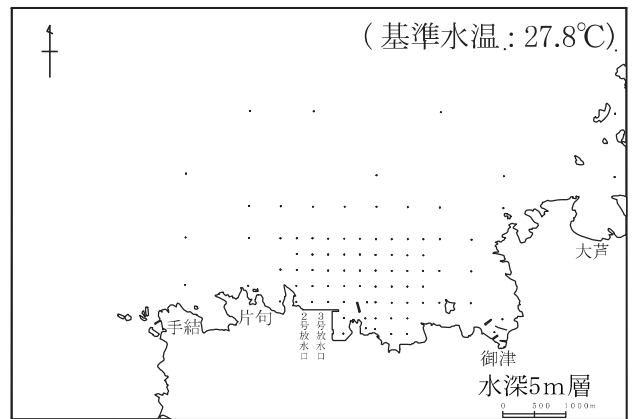 (基準水温：27.8℃)
大芦
手結
片句
2号放水口
3号放水口
御津
水深5m層
0 500 1000m